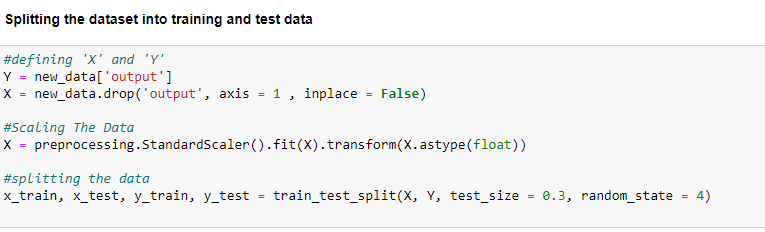 Splitting the dataset into training and test data
#defining 'X' and 'Y'
Y = new_data['output']
X = new_data.drop('output', axis = 1 , inplace = False)
#Scaling The Data
X = preprocessing.StandardScaler().fit(X).transform(X.astype(float))
#splitting the data
x_train, x_test, y_train, y_test = train_test_split(X, Y, test_size = 0.3, random_state = 4)